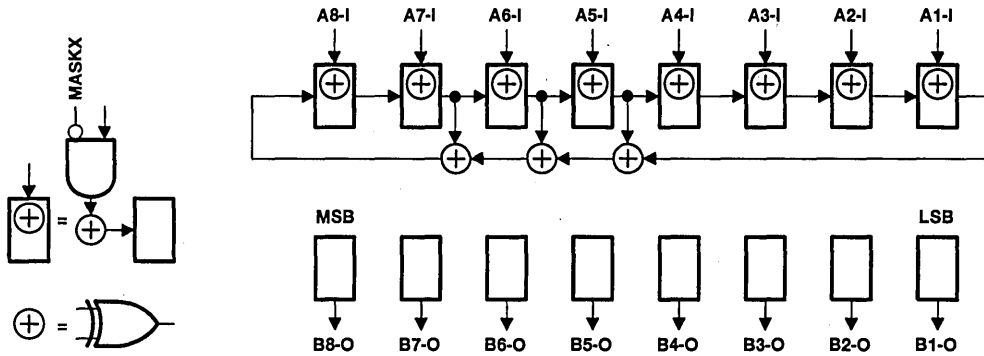 A8-I A7-I A6-I A5-I A4-I A3-I A2-I A1-I
MASKX
=
MSB LSB
=
B8-O B7-O B6-O B5-O B4-O B3-O B2-O B1-O